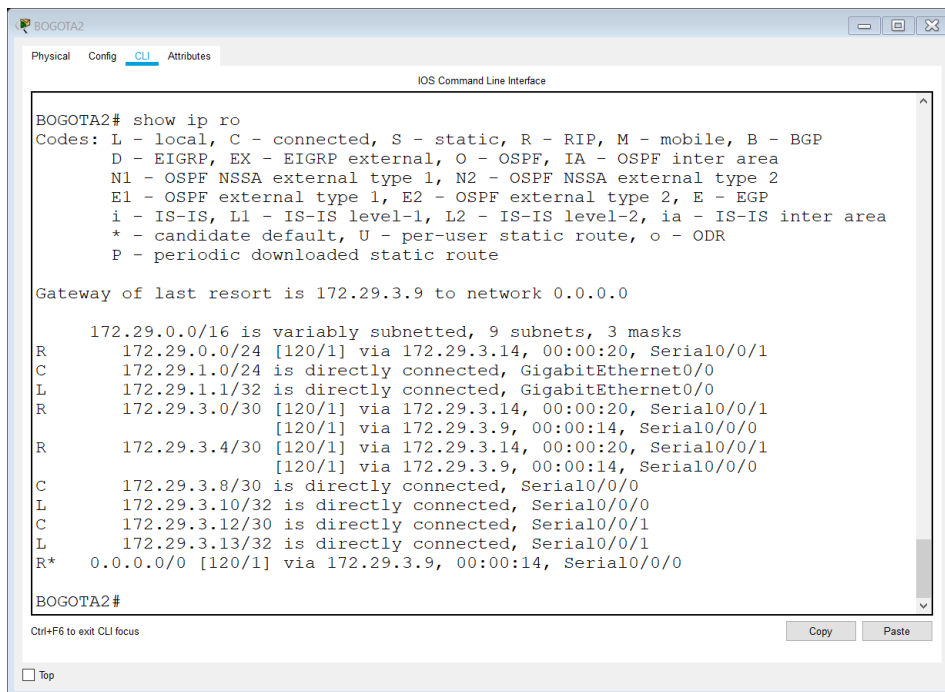 BOGOTA2
Physical Config CLI Attributes
IOS Command Line Interface
BOGOTA2# show ip ro
Codes: L - local, C - connected, S - static, R - RIP, M - mobile, B - BGP
       D - EIGRP, EX - EIGRP external, O - OSPF, IA - OSPF inter area
       N1 - OSPF NSSA external type 1, N2 - OSPF NSSA external type 2
       E1 - OSPF external type 1, E2 - OSPF external type 2, E - EGP
       i - IS-IS, L1 - IS-IS level-1, L2 - IS-IS level-2, ia - IS-IS inter area
       * - candidate default, U - per-user static route, o - ODR
       P - periodic downloaded static route
Gateway of last resort is 172.29.3.9 to network 0.0.0.0
     172.29.0.0/16 is variably subnetted, 9 subnets, 3 masks
R       172.29.0.0/24 [120/1] via 172.29.3.14, 00:00:20, Serial0/0/1
C       172.29.1.0/24 is directly connected, GigabitEthernet0/0
L       172.29.1.1/32 is directly connected, GigabitEthernet0/0
R       172.29.3.0/30 [120/1] via 172.29.3.14, 00:00:20, Serial0/0/1
                      [120/1] via 172.29.3.9, 00:00:14, Serial0/0/0
R       172.29.3.4/30 [120/1] via 172.29.3.14, 00:00:20, Serial0/0/1
                      [120/1] via 172.29.3.9, 00:00:14, Serial0/0/0
C       172.29.3.8/30 is directly connected, Serial0/0/0
L       172.29.3.10/32 is directly connected, Serial0/0/0
C       172.29.3.12/30 is directly connected, Serial0/0/1
L       172.29.3.13/32 is directly connected, Serial0/0/1
R*   0.0.0.0/0 [120/1] via 172.29.3.9, 00:00:14, Serial0/0/0
BOGOTA2#
Ctrl+F6 to exit CLI focus Copy Paste
Top